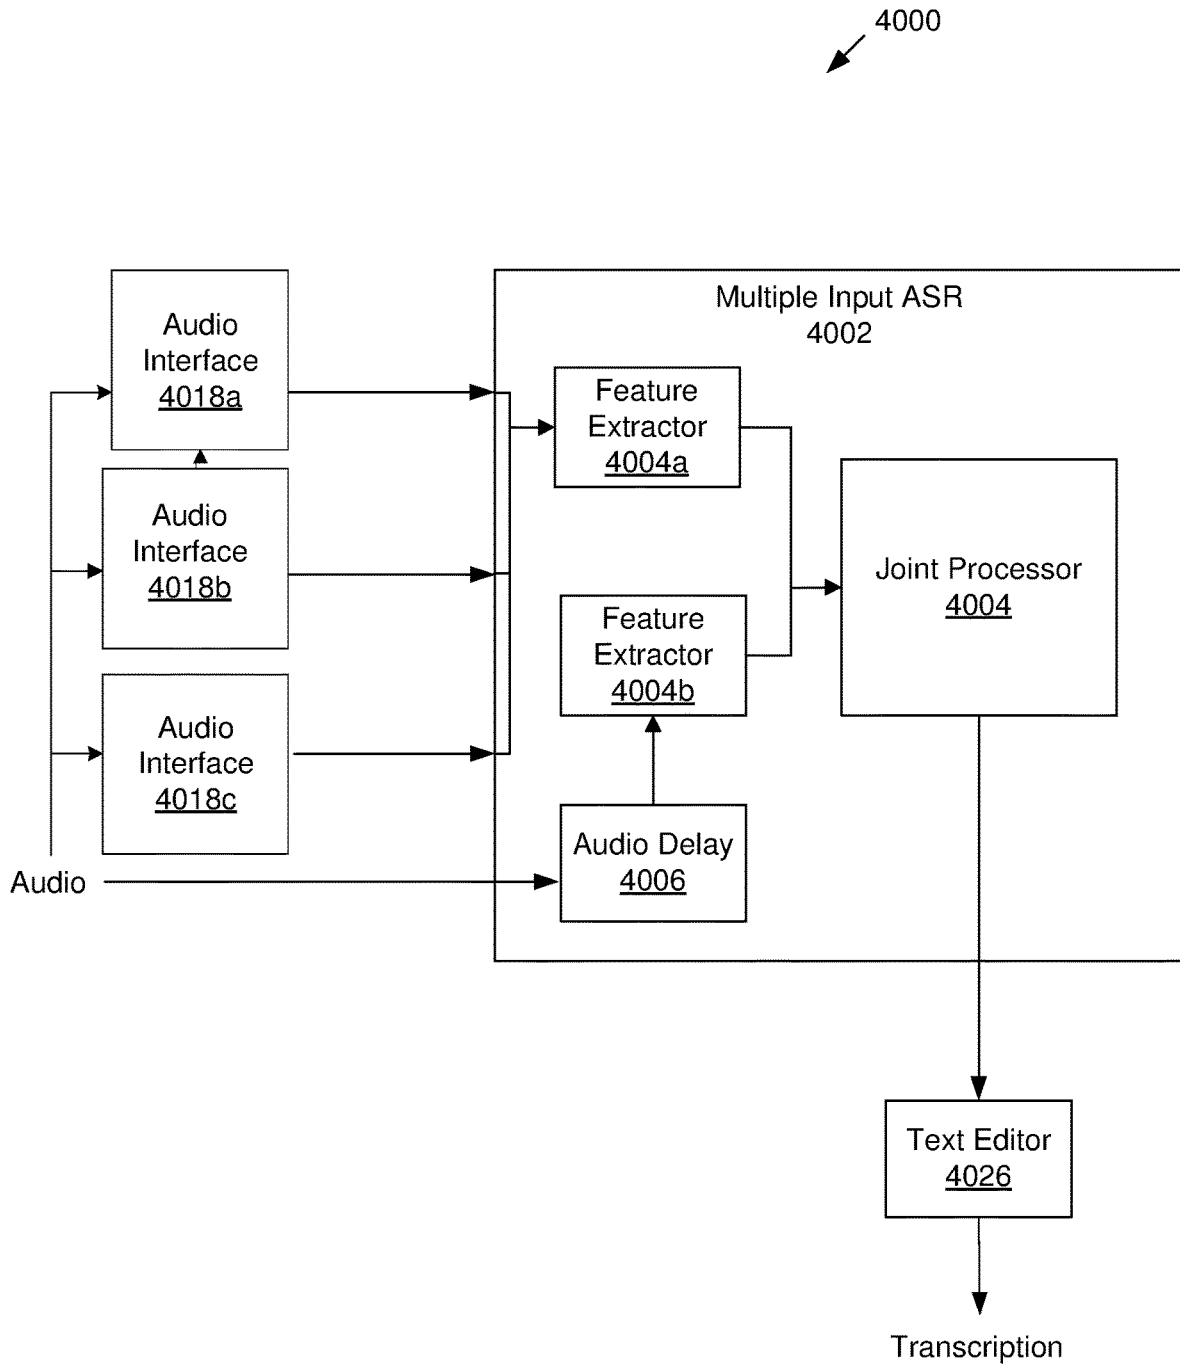 4000
Multiple Input ASR
4002
Audio
Interface
4018a
Feature
Extractor
4004a
Audio
Interface
4018b
Joint Processor
4004
Feature
Extractor
4004b
Audio
Interface
4018c
Audio Delay
4006
Audio
Text Editor
4026
Transcription